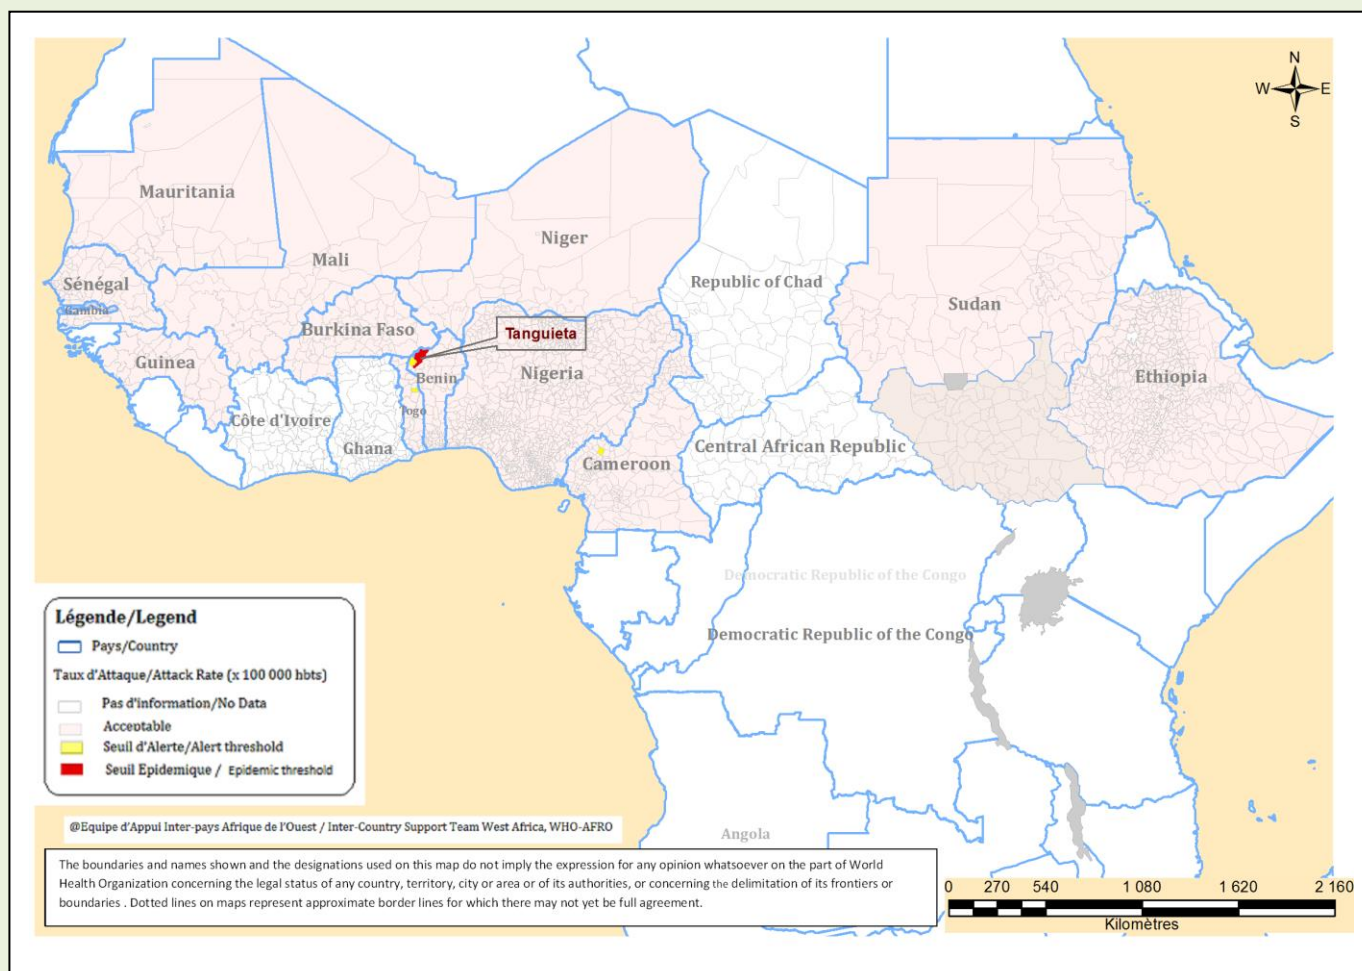 N
W E
S
Mauritania
Mali
Niger
Republic of Chad
Sudan
Sénégal
Gambia
Burkina Faso
Tanguieta
Guinea
Benin
Nigeria
Ethiopia
Togo
Côte d'Ivoire
Ghana
Cameroon
Central African Republic
Democratic Republic of the Congo
Democratic Republic of the Congo
Angola
Légende/Legend
Pays/Country
Taux d'Attaque/Attack Rate (x 100 000 hbts)
Pas d'information/No Data
Acceptable
Seuil d'Alerte/Alert threshold
Seuil Epidemique / Epidemic threshold
@Equipe d'Appui Inter-pays Afrique de l'Ouest / Inter-Country Support Team West Africa, WHO-AFRO
The boundaries and names shown and the designations used on this map do not imply the expression for any opinion whatsoever on the part of World
Health Organization concerning the legal status of any country, territory, city or area or of its authorities, or concerning the delimitation of its frontiers or
boundaries . Dotted lines on maps represent approximate border lines for which there may not yet be full agreement.
0 270 540 1 080 1 620 2 160
Kilomètres